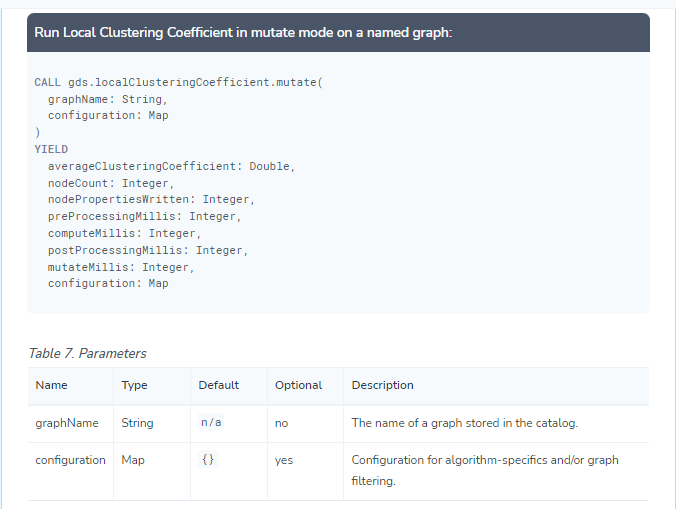 Run Local Clustering Coefficient in mutate mode on a named graph:
CALL gds.localClusteringCoefficient.mutate(
  graphName: String,
  configuration: Map
)
YIELD
  averageClusteringCoefficient: Double,
  nodeCount: Integer,
  nodePropertiesWritten: Integer,
  preProcessingMillis: Integer,
  computeMillis: Integer,
  postProcessingMillis: Integer,
  mutateMillis: Integer,
  configuration: Map
Table 7. Parameters
Name Type Default Optional Description
graphName String n/a no The name of a graph stored in the catalog.
configuration Map {} yes Configuration for algorithm-specifics and/or graph
filtering.